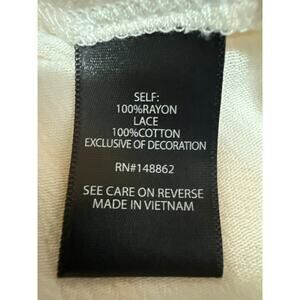 SELF:
100%RAYON
LACE
100%COTTON
EXCLUSIVE OF DECORATION
RN#148862
SEE CARE ON REVERSE
MADE IN VIETNAM